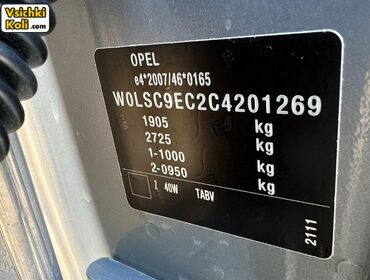 Vsichki
Koli.com
OPEL
e4*2007/46*0165
W0LSC9EC2C4201269
1905 kg
2725 kg
1-1000 kg
2-0950 kg
Z 40W TABV
2111